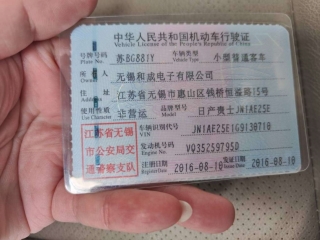 中华人民共和国机动车行驶证
Vehicle License of the People's Republic of China
号牌号码 苏BG881Y 车辆类型 小型普通客车
Plate No. Vehicle Type
所有人 无锡和成电子有限公司
Owner
住址 江苏省无锡市惠山区钱桥恒源路15号
Address
使用性质 非营运 品牌型号 日产奥士JN1AE25E
Use Character Model
江苏省无锡 车辆识别代号 JN1AE25E1G9130710
市公安局交 VIN
通警察支队 发动机号码 VQ35259795D
Engine No.
注册日期 2016-08-10 发证日期 2016-08-10
Register Date Issue Date